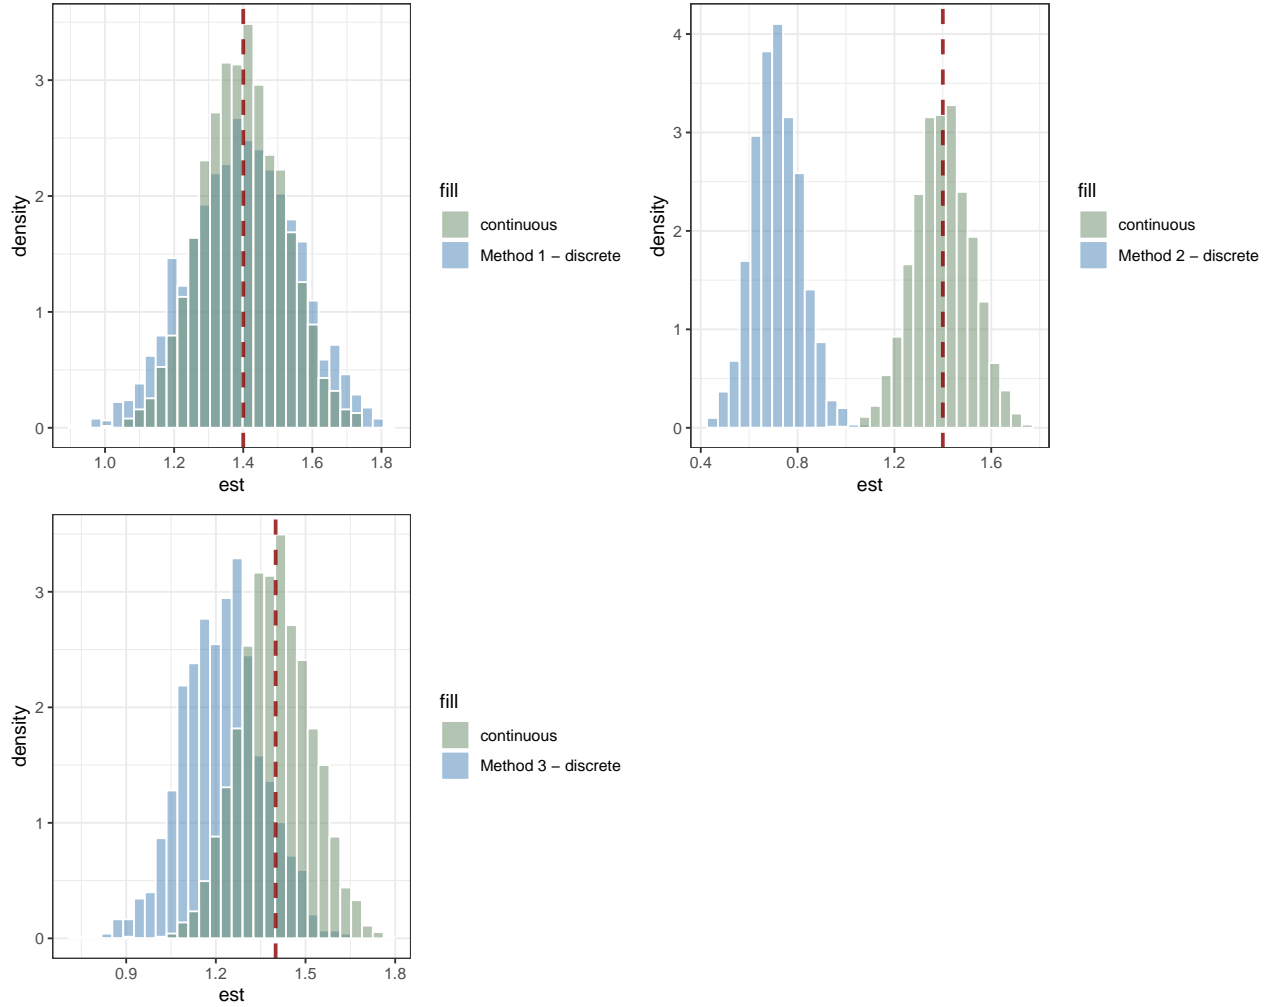 density
3
2
1
0
1.0 1.2 1.4 1.6 1.8
est
fill
continuous
Method 1 − discrete
density
4
3
2
1
0
0.4 0.8 1.2 1.6
est
fill
continuous
Method 2 − discrete
density
3
2
1
0
0.9 1.2 1.5 1.8
est
fill
continuous
Method 3 − discrete